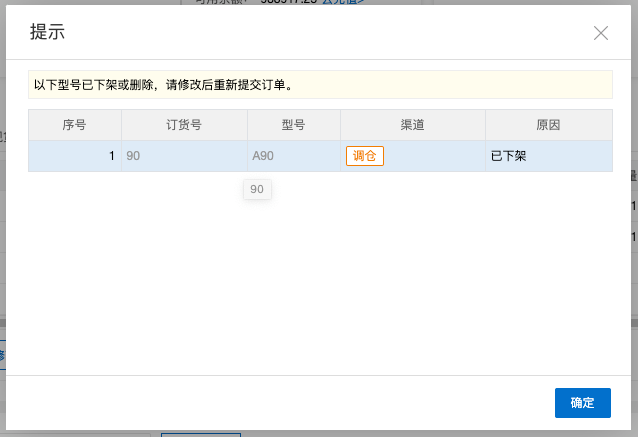 提示
以下型号已下架或删除，请修改后重新提交订单。
序号 订货号 型号 渠道 原因
1 90 A90 调仓 已下架
90
确定